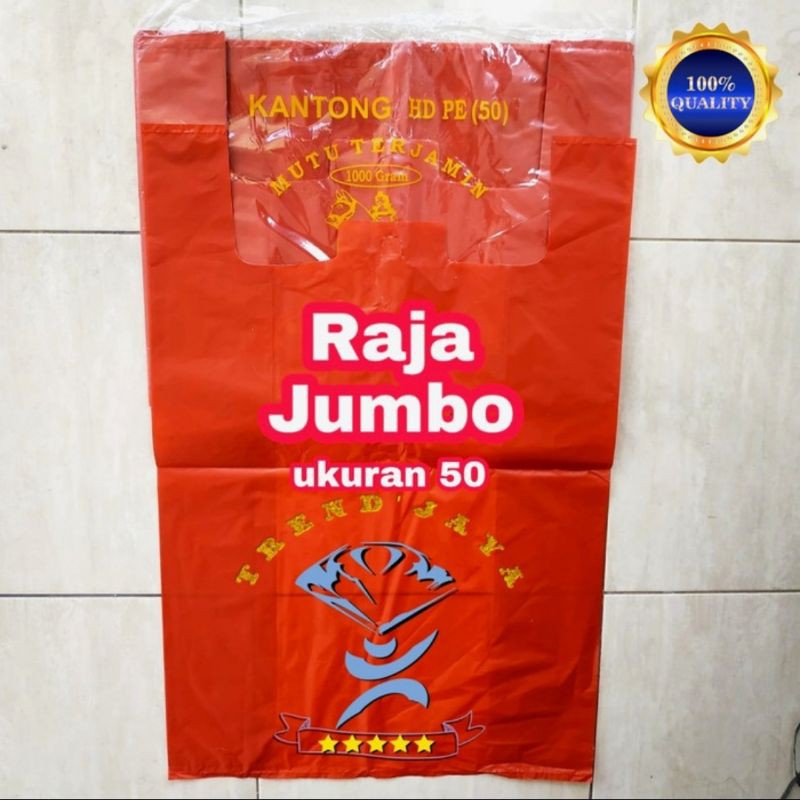 100%
QUALITY
KANTONG HD PE (50)
MUTU TERJAMIN
1000 Gram
Raja
Jumbo
ukuran 50
TREND'JAYA